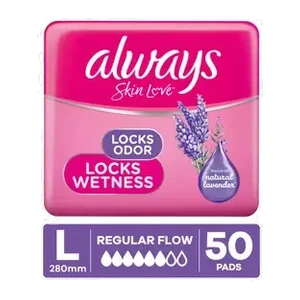 always
Skin Love
LOCKS
ODOR
LOCKS
WETNESS
natural
lavender
L
280mm
REGULAR FLOW
50
PADS